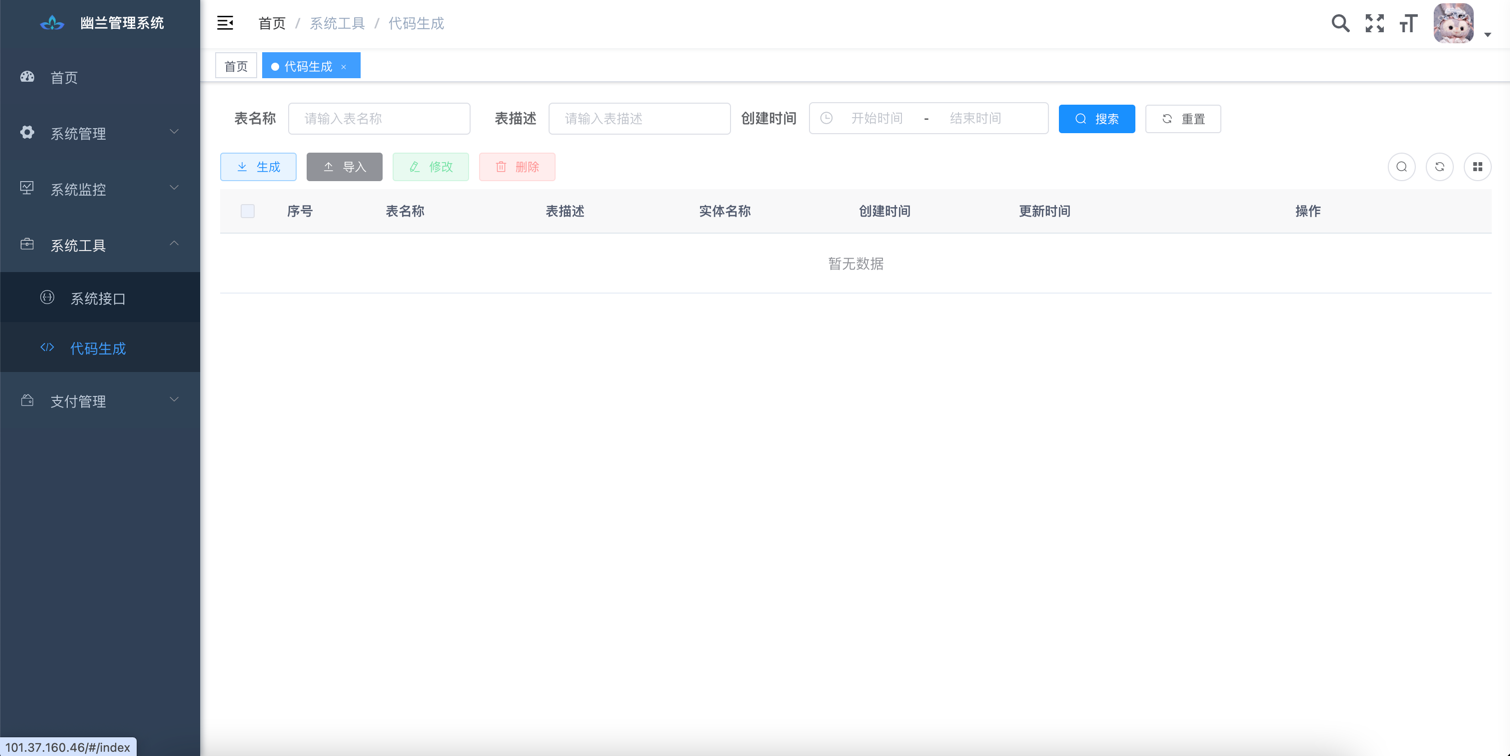 幽兰管理系统
首页 / 系统工具 / 代码生成
首页
代码生成 ×
首页
系统管理
系统监控
系统工具
系统接口
代码生成
支付管理
表名称 请输入表名称 表描述 请输入表描述 创建时间 开始时间 - 结束时间 搜索 重置
生成 导入 修改 删除
序号 表名称 表描述 实体名称 创建时间 更新时间 操作
暂无数据
101.37.160.46/#/index